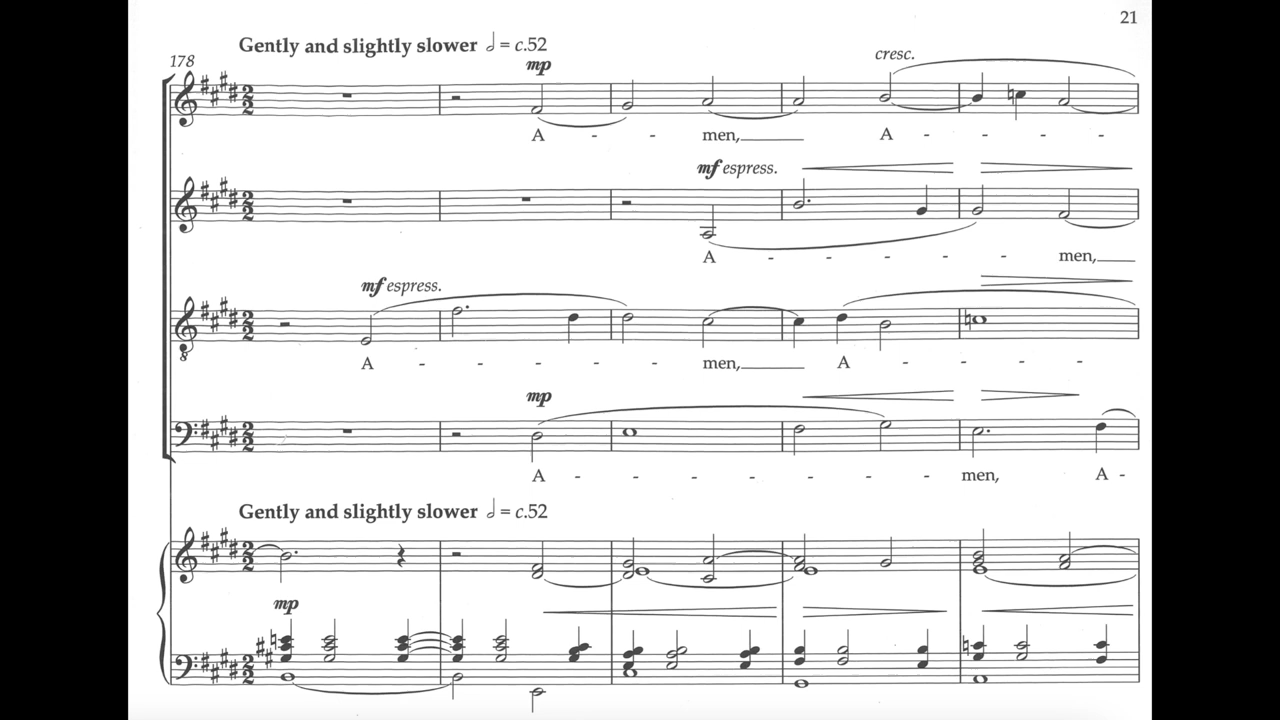 21
Gently and slightly slower 𝅗𝅥 = c.52
178
mp
cresc.
A - - men, A - - - -
mf espress.
A - - - - - men,
mf espress.
8
A - - - - - men, A - - - -
mp
A - - - - - - men, A -
Gently and slightly slower 𝅗𝅥 = c.52
mp